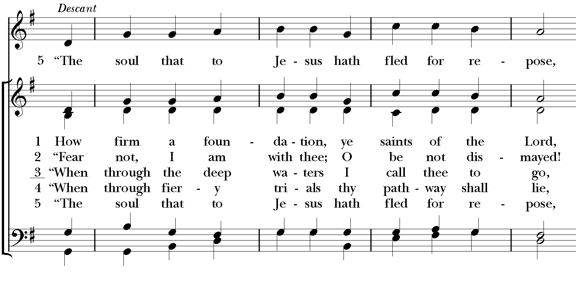 Descant
5 “The soul that to Je - sus hath fled for re - pose,
1 How firm a foun - da - tion, ye saints of the Lord,
2 “Fear not, I am with thee; O be not dis - mayed!
3 “When through the deep wa - ters I call thee to go,
4 “When through fier - y tri - als thy path - way shall lie,
5 “The soul that to Je - sus hath fled for re - pose,